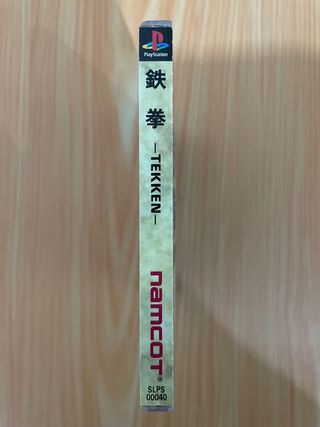 PlayStation
鉄拳
—TEKKEN—
namcot®
SLPS
00040